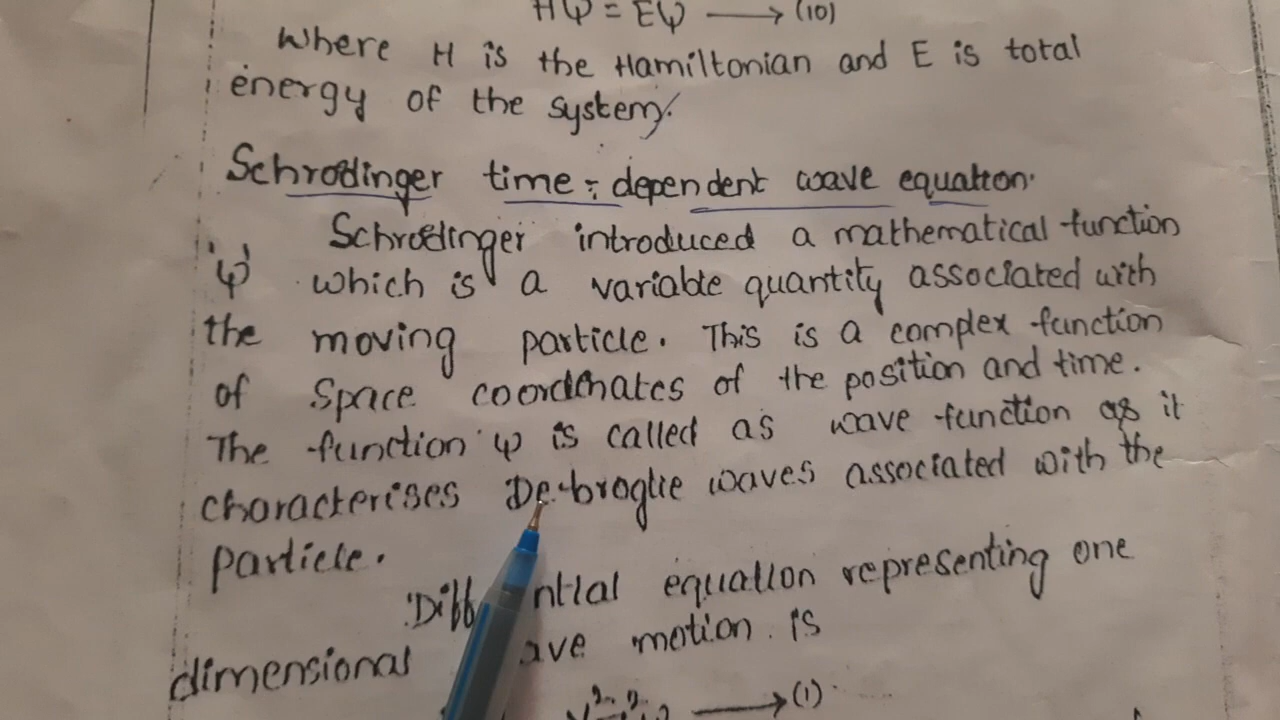 Hψ = Eψ ⟶ (10)
Where H is the Hamiltonian and E is total
energy of the system.
Schrodinger time - dependent wave equation.
Schrodinger introduced a mathematical function
'ψ' which is a variable quantity associated with
the moving particle. This is a complex function
of Space coordinates of the position and time.
The function ψ is called as wave function as it
characterises De-broglie waves associated with the
particle.
equation representing one
dimensional motion is
⟶ (1)